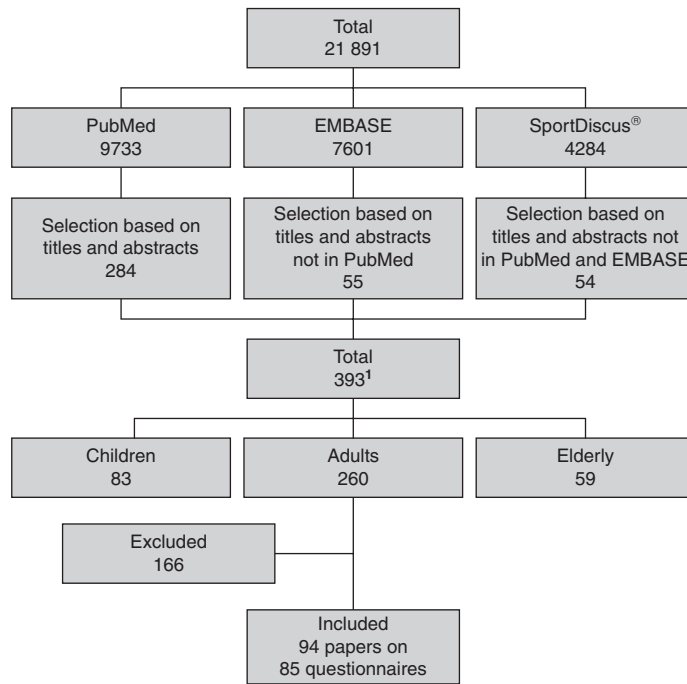 Total
21 891
PubMed
9733
EMBASE
7601
SportDiscus®
4284
Selection based on
titles and abstracts
284
Selection based on
titles and abstracts
not in PubMed
55
Selection based on
titles and abstracts not
in PubMed and EMBASE
54
Total
393¹
Children
83
Adults
260
Elderly
59
Excluded
166
Included
94 papers on
85 questionnaires